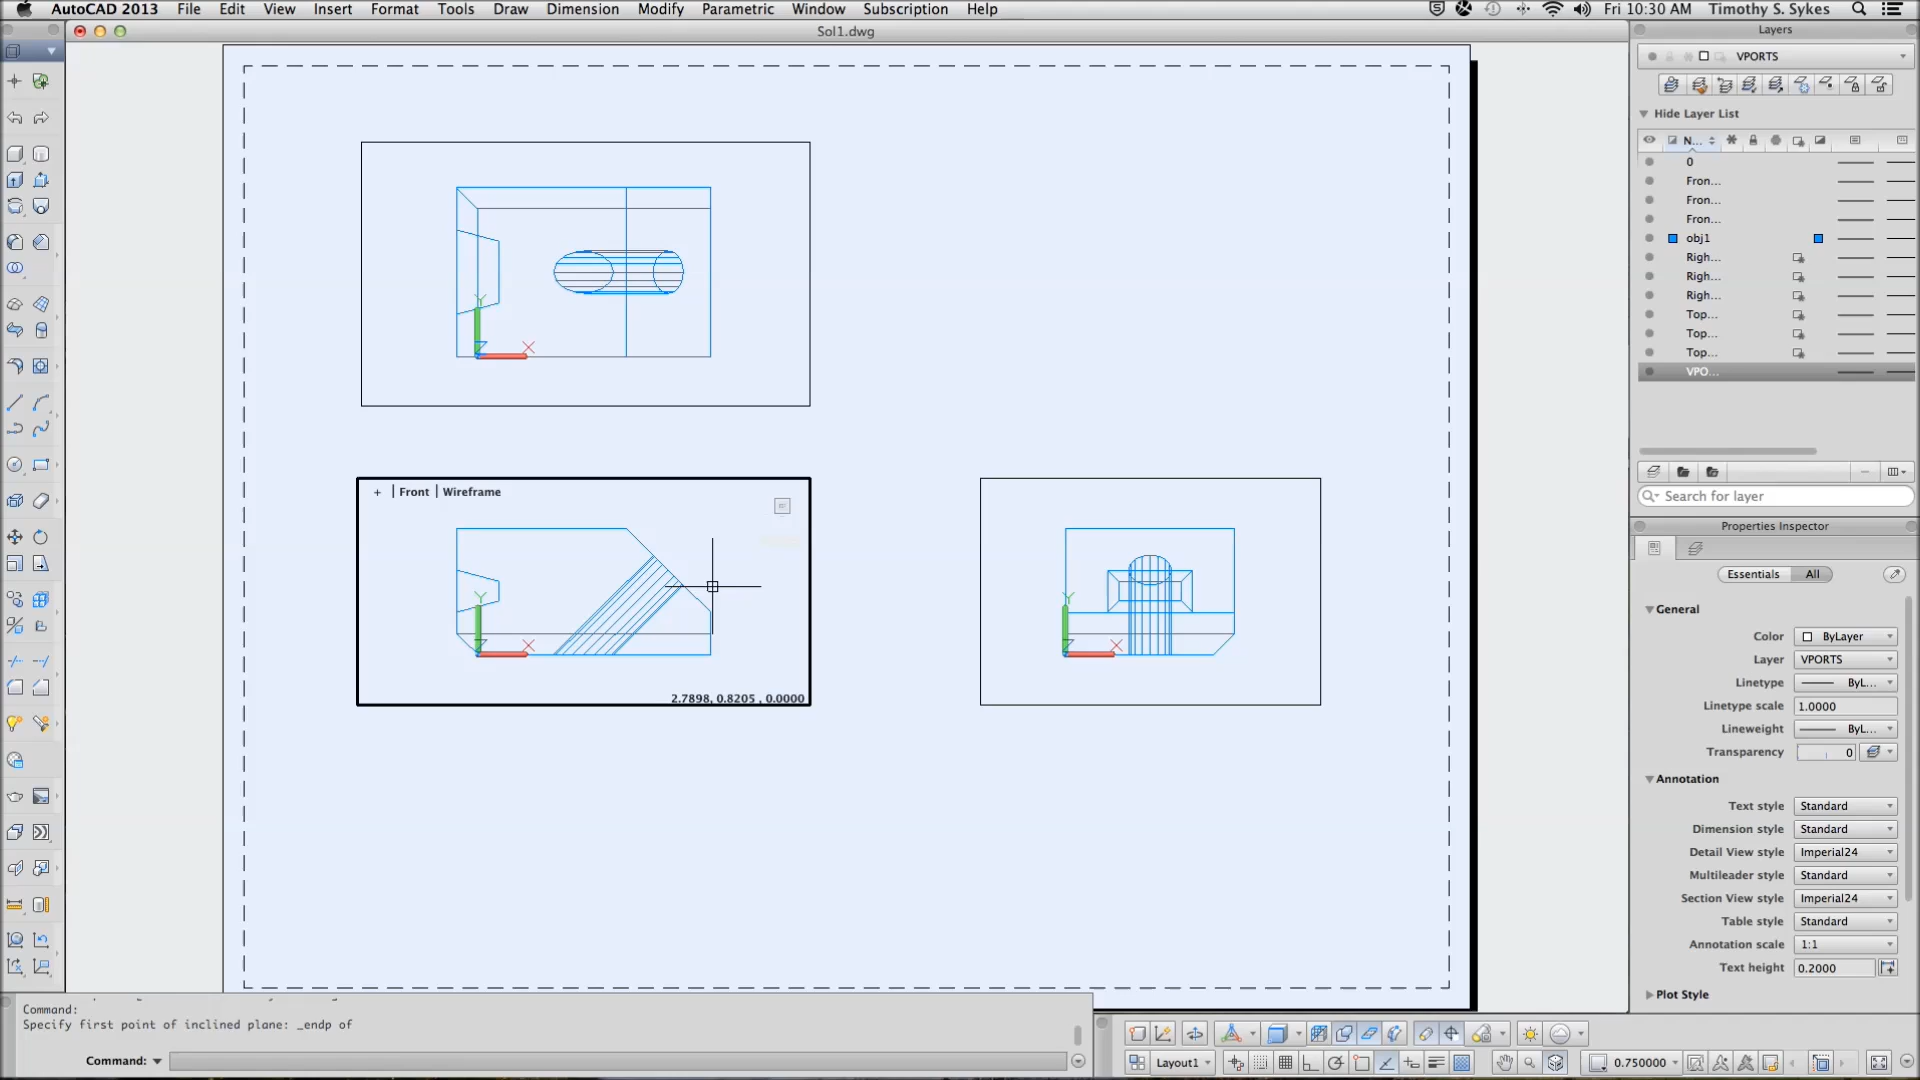 AutoCAD 2013 File Edit View Insert Format Tools Draw Dimension Modify Parametric Window Subscription Help Fri 10:30 AM Timothy S. Sykes
Sol1.dwg
Layers
VPORTS
Hide Layer List
N...
0
Fron...
Fron...
Fron...
obj1
Righ...
Righ...
Righ...
Top...
Top...
Top...
VPO...
Search for layer
Properties Inspector
Essentials All
General
Color ByLayer
Layer VPORTS
Linetype ByL...
Linetype scale 1.0000
Lineweight ByL...
Transparency 0
Annotation
Text style Standard
Dimension style Standard
Detail View style Imperial24
Multileader style Standard
Section View style Imperial24
Table style Standard
Annotation scale 1:1
Text height 0.2000
Plot Style
Y
X
+ | Front | Wireframe
Y
X
2.7898, 0.8205 , 0.0000
Y
X
Command:
Specify first point of inclined plane: _endp of
Command:
Layout1
0.750000